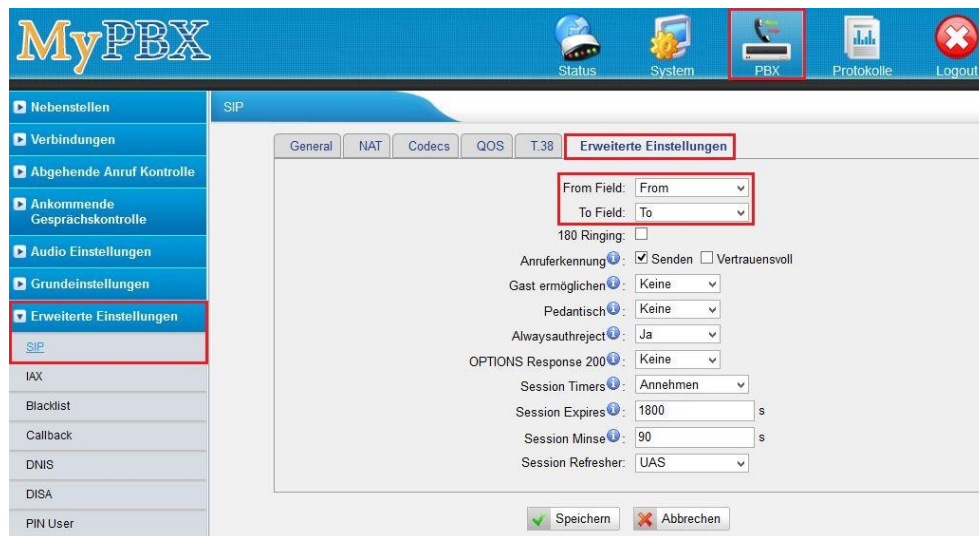 MyPBX
Status
System
PBX
Protokolle
Logout
Nebenstellen
Verbindungen
Abgehende Anruf Kontrolle
Ankommende
Gesprächskontrolle
Audio Einstellungen
Grundeinstellungen
Erweiterte Einstellungen
SIP
IAX
Blacklist
Callback
DNIS
DISA
PIN User
SIP
General NAT Codecs QOS T.38 Erweiterte Einstellungen
From Field: From
To Field: To
180 Ringing:
Anruferkennung : Senden Vertrauensvoll
Gast ermöglichen : Keine
Pedantisch : Keine
Alwaysauthreject : Ja
OPTIONS Response 200 : Keine
Session Timers : Annehmen
Session Expires : 1800 s
Session Minse : 90 s
Session Refresher: UAS
Speichern Abbrechen